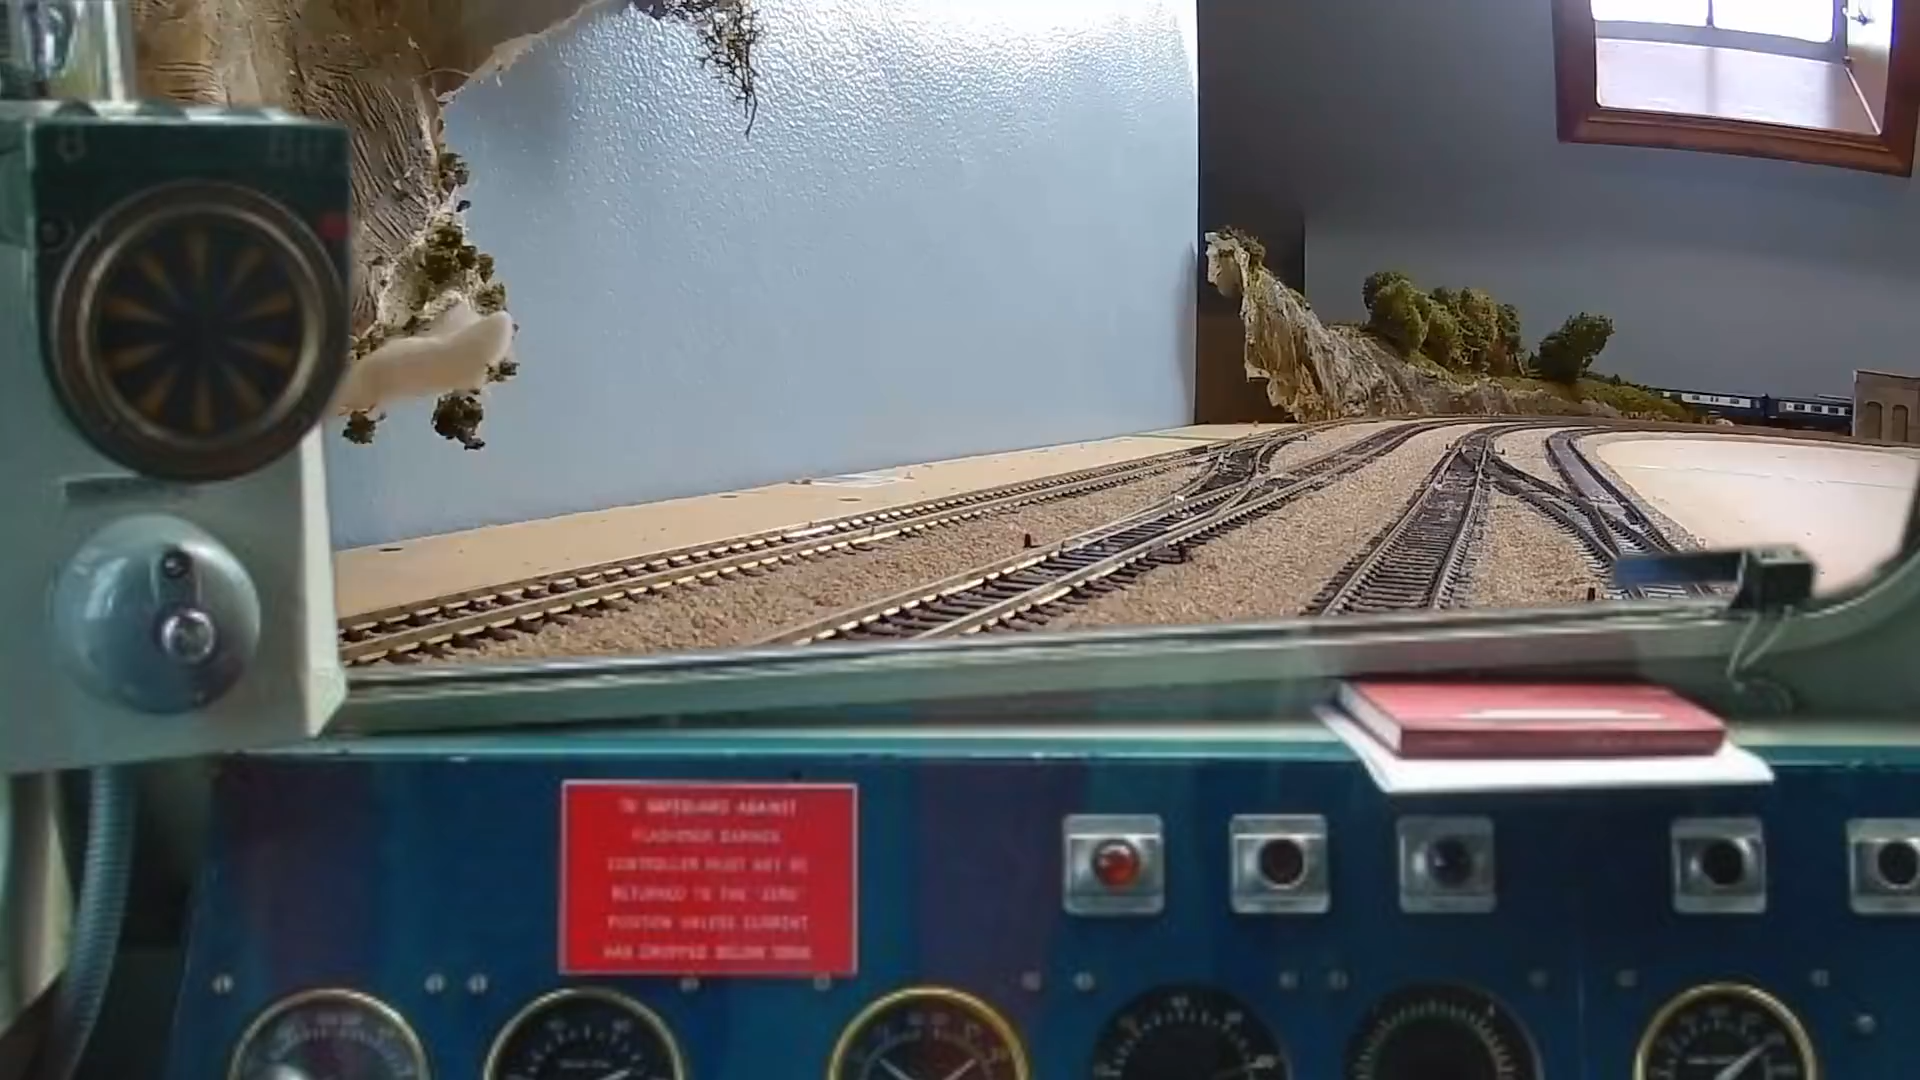 TO SAFEGUARD AGAINST
FLASHOVER DAMAGE
CONTROLLER MUST NOT BE
RETURNED TO THE 'ZERO'
POSITION UNLESS CURRENT
HAS DROPPED BELOW